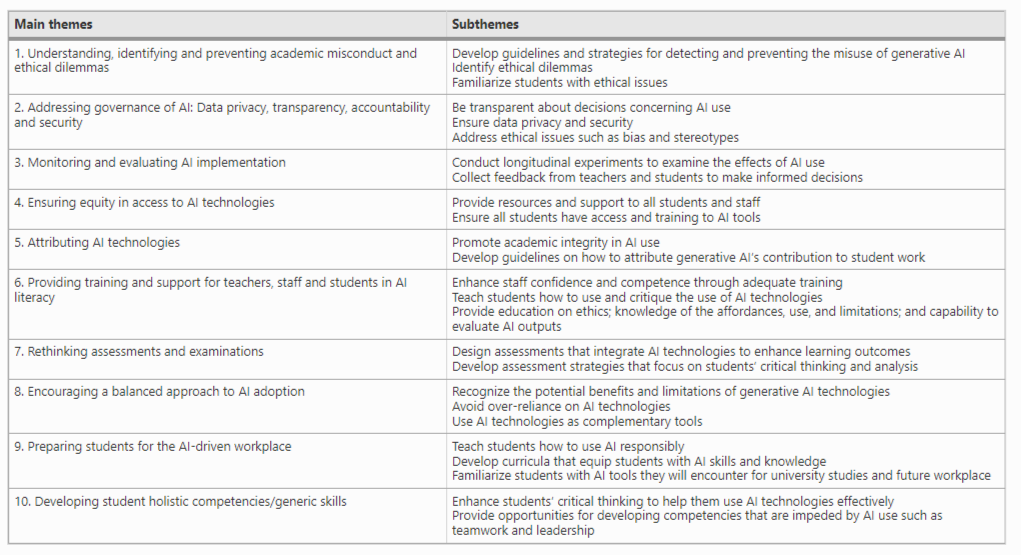 Main themes
Subthemes
1. Understanding, identifying and preventing academic misconduct and
ethical dilemmas
Develop guidelines and strategies for detecting and preventing the misuse of generative AI
Identify ethical dilemmas
Familiarize students with ethical issues
2. Addressing governance of AI: Data privacy, transparency, accountability
and security
Be transparent about decisions concerning AI use
Ensure data privacy and security
Address ethical issues such as bias and stereotypes
3. Monitoring and evaluating AI implementation
Conduct longitudinal experiments to examine the effects of AI use
Collect feedback from teachers and students to make informed decisions
4. Ensuring equity in access to AI technologies
Provide resources and support to all students and staff
Ensure all students have access and training to AI tools
5. Attributing AI technologies
Promote academic integrity in AI use
Develop guidelines on how to attribute generative AI's contribution to student work
6. Providing training and support for teachers, staff and students in AI
literacy
Enhance staff confidence and competence through adequate training
Teach students how to use and critique the use of AI technologies
Provide education on ethics; knowledge of the affordances, use, and limitations; and capability to
evaluate AI outputs
7. Rethinking assessments and examinations
Design assessments that integrate AI technologies to enhance learning outcomes
Develop assessment strategies that focus on students' critical thinking and analysis
8. Encouraging a balanced approach to AI adoption
Recognize the potential benefits and limitations of generative AI technologies
Avoid over-reliance on AI technologies
Use AI technologies as complementary tools
9. Preparing students for the AI-driven workplace
Teach students how to use AI responsibly
Develop curricula that equip students with AI skills and knowledge
Familiarize students with AI tools they will encounter for university studies and future workplace
10. Developing student holistic competencies/generic skills
Enhance students' critical thinking to help them use AI technologies effectively
Provide opportunities for developing competencies that are impeded by AI use such as
teamwork and leadership